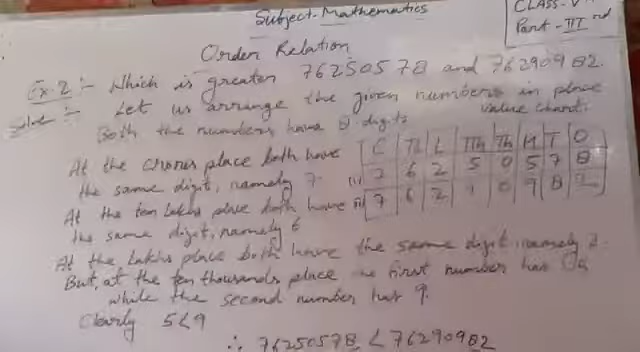 Subject-Mathematics
CLASS-V
Part-III rd
Order Relation
Ex.2:- Which is greater 76250578 and 76290982.
Solve:- Let us arrange the given numbers in place value chart.
Both the numbers have 8 digits
At the crores place both have
the same digit, namely 7.
At the ten lakhs place both have
the same digit, namely 6
C TL L TTh Th H T O
(i) 7 6 2 5 0 5 7 8
(ii) 7 6 2 9 0 9 8 2
At the lakhs place both have the same digit, namely 2.
But, at the ten thousands place first number has
while the second number has 9.
Clearly 5<9
∴ 76250578 < 76290982